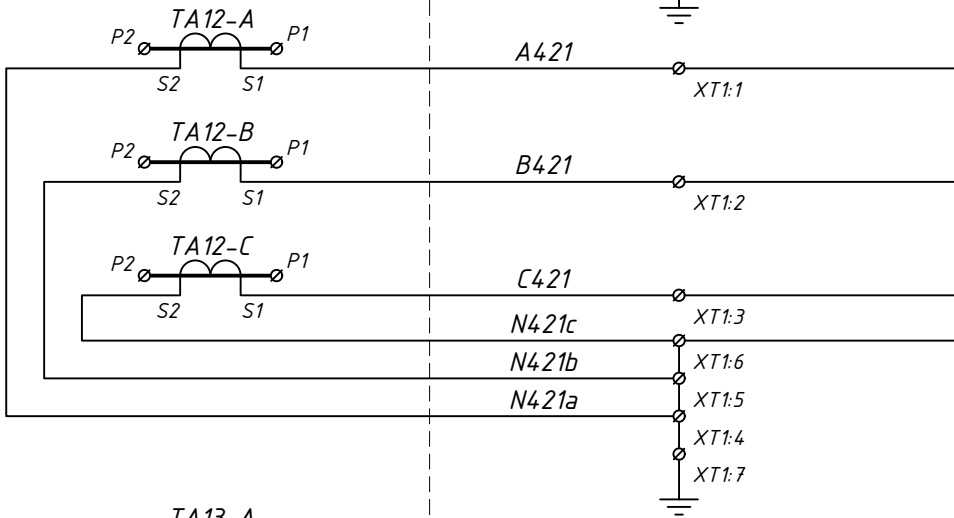 TA12-A
P2 P1
A421
S2 S1
XT1:1
TA12-B
P2 P1
B421
S2 S1
XT1:2
TA12-C
P2 P1
C421
S2 S1
XT1:3
N421c
XT1:6
N421b
XT1:5
N421a
XT1:4
XT1:7
TA13-A